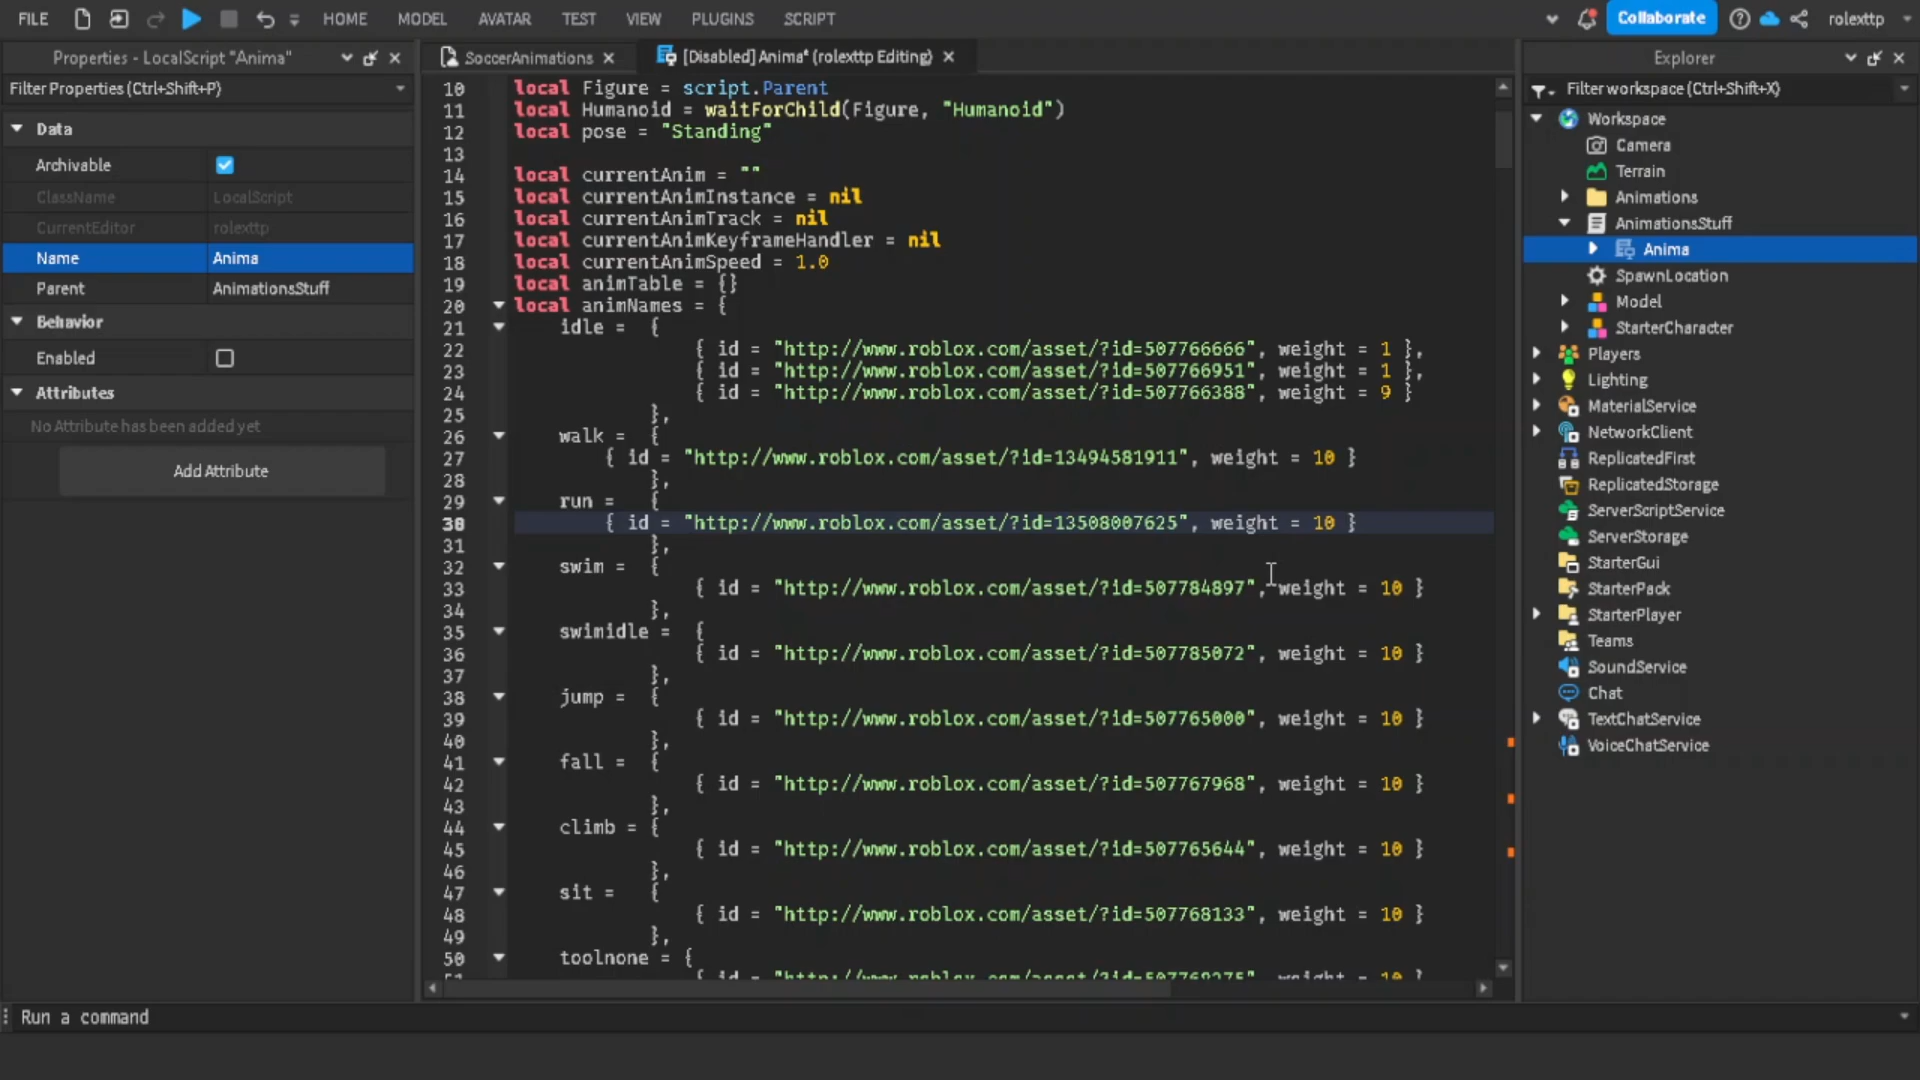 FILE HOME MODEL AVATAR TEST VIEW PLUGINS SCRIPT Collaborate rolexttp
Properties - LocalScript "Anima"
Filter Properties (Ctrl+Shift+P)
Data
Archivable
ClassName LocalScript
CurrentEditor rolexttp
Name Anima
Parent AnimationsStuff
Behavior
Enabled
Attributes
No Attribute has been added yet
Add Attribute
SoccerAnimations
[Disabled] Anima* (rolexttp Editing)
10 local Figure = script.Parent
11 local Humanoid = waitForChild(Figure, "Humanoid")
12 local pose = "Standing"
13
14 local currentAnim = ""
15 local currentAnimInstance = nil
16 local currentAnimTrack = nil
17 local currentAnimKeyframeHandler = nil
18 local currentAnimSpeed = 1.0
19 local animTable = {}
20 local animNames = {
21 idle = {
22 { id = "http://www.roblox.com/asset/?id=507766666", weight = 1 },
23 { id = "http://www.roblox.com/asset/?id=507766951", weight = 1 },
24 { id = "http://www.roblox.com/asset/?id=507766388", weight = 9 }
25 },
26 walk = {
27 { id = "http://www.roblox.com/asset/?id=13494581911", weight = 10 }
28 },
29 run = {
30 { id = "http://www.roblox.com/asset/?id=13508007625", weight = 10 }
31 },
32 swim = {
33 { id = "http://www.roblox.com/asset/?id=507784897", weight = 10 }
34 },
35 swimidle = {
36 { id = "http://www.roblox.com/asset/?id=507785072", weight = 10 }
37 },
38 jump = {
39 { id = "http://www.roblox.com/asset/?id=507765000", weight = 10 }
40 },
41 fall = {
42 { id = "http://www.roblox.com/asset/?id=507767968", weight = 10 }
43 },
44 climb = {
45 { id = "http://www.roblox.com/asset/?id=507765644", weight = 10 }
46 },
47 sit = {
48 { id = "http://www.roblox.com/asset/?id=507768133", weight = 10 }
49 },
50 toolnone = {
Explorer
Filter workspace (Ctrl+Shift+X)
Workspace
Camera
Terrain
Animations
AnimationsStuff
Anima
SpawnLocation
Model
StarterCharacter
Players
Lighting
MaterialService
NetworkClient
ReplicatedFirst
ReplicatedStorage
ServerScriptService
ServerStorage
StarterGui
StarterPack
StarterPlayer
Teams
SoundService
Chat
TextChatService
VoiceChatService
Run a command